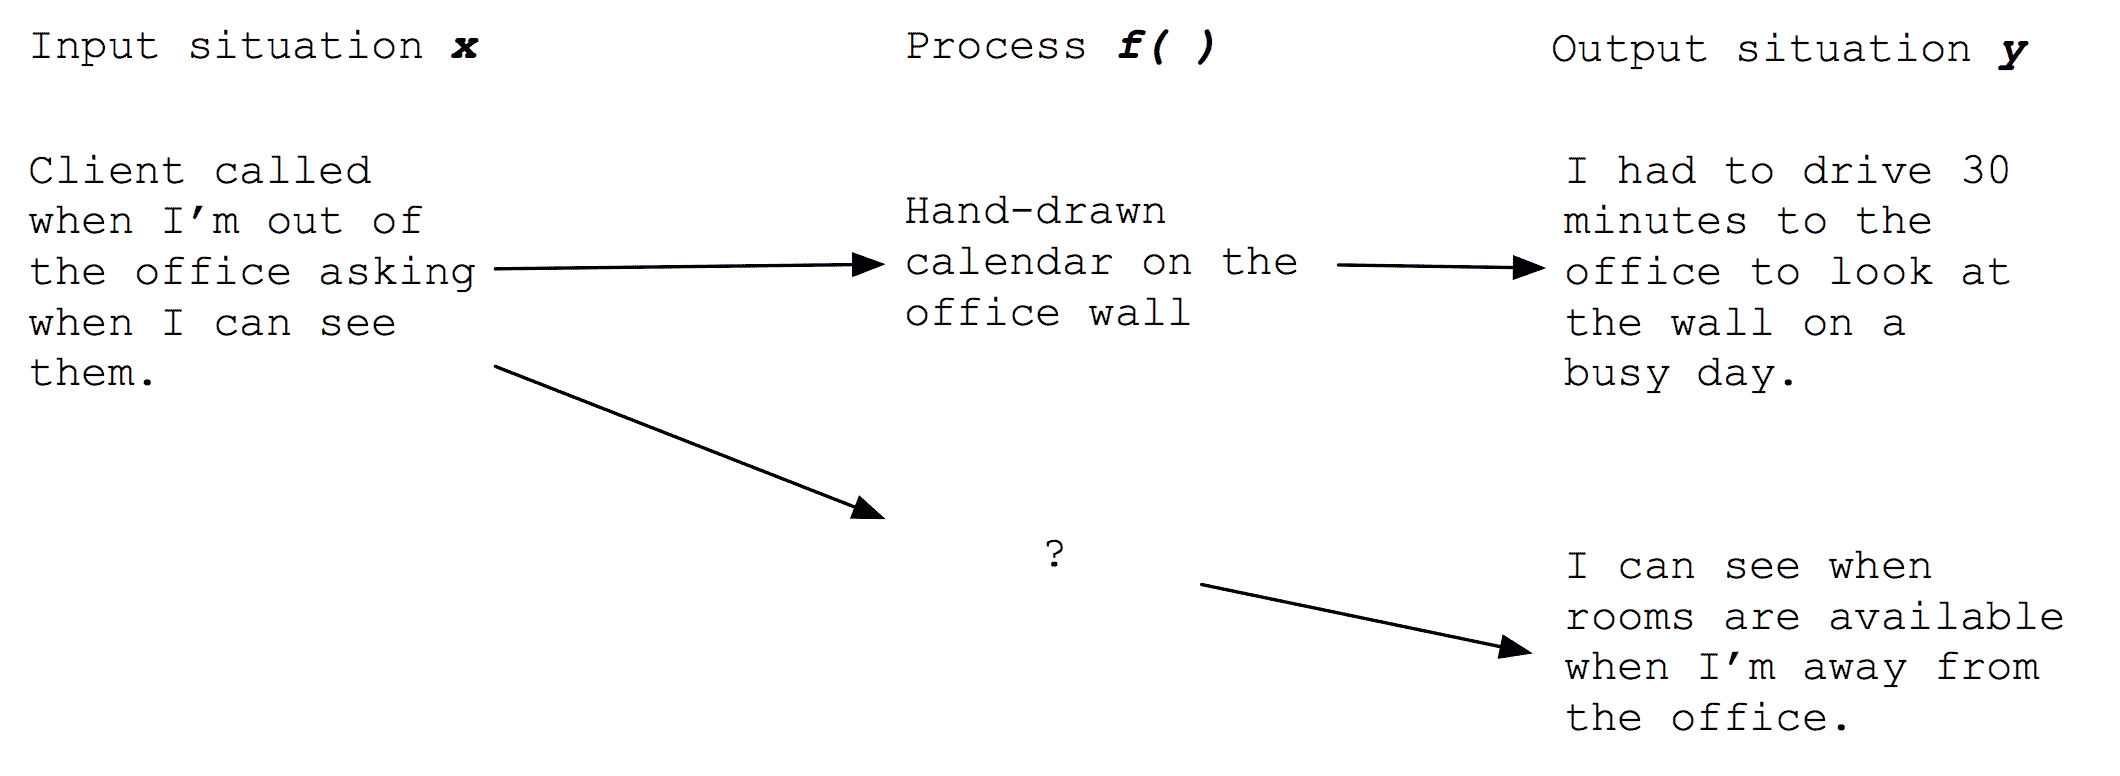 Input situation x
Process f( )
Output situation y
Client called
when I’m out of
the office asking
when I can see
them.
Hand-drawn
calendar on the
office wall
I had to drive 30
minutes to the
office to look at
the wall on a
busy day.
?
I can see when
rooms are available
when I’m away from
the office.